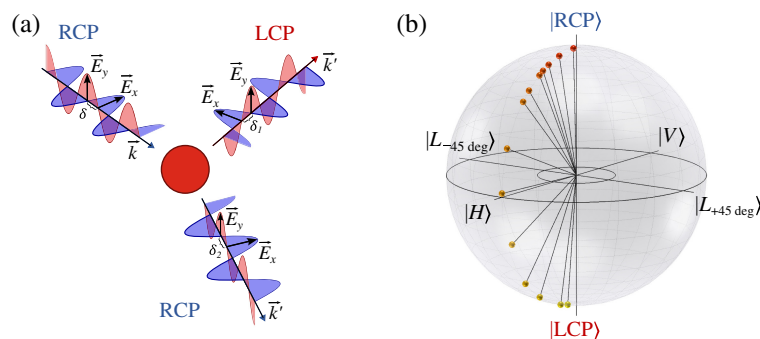 (a)
RCP
LCP
E⃗y
E⃗x
δ
k⃗
E⃗x
E⃗y
δ1
k⃗'
E⃗y
E⃗x
δ2
k⃗'
RCP
(b)
|RCP⟩
|L−45 deg⟩
|V⟩
|H⟩
|L+45 deg⟩
|LCP⟩